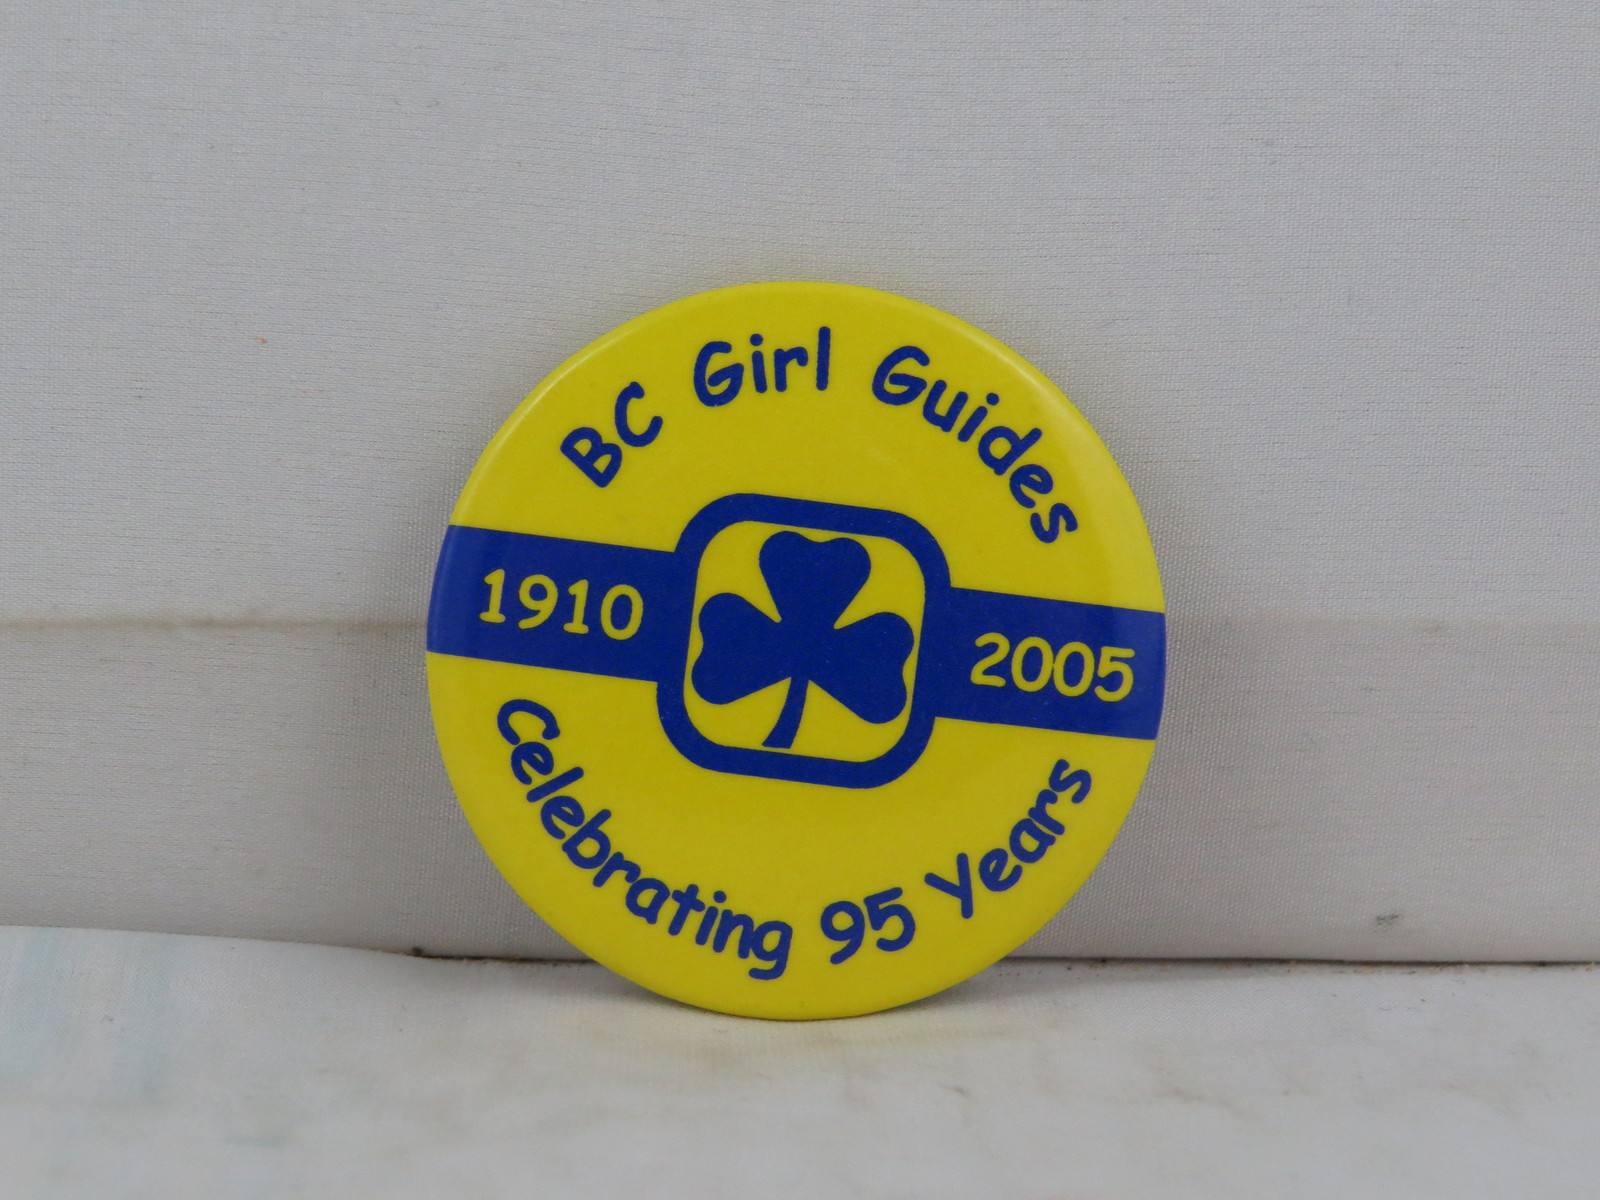 BC Girl Guides
1910 2005
Celebrating 95 Years